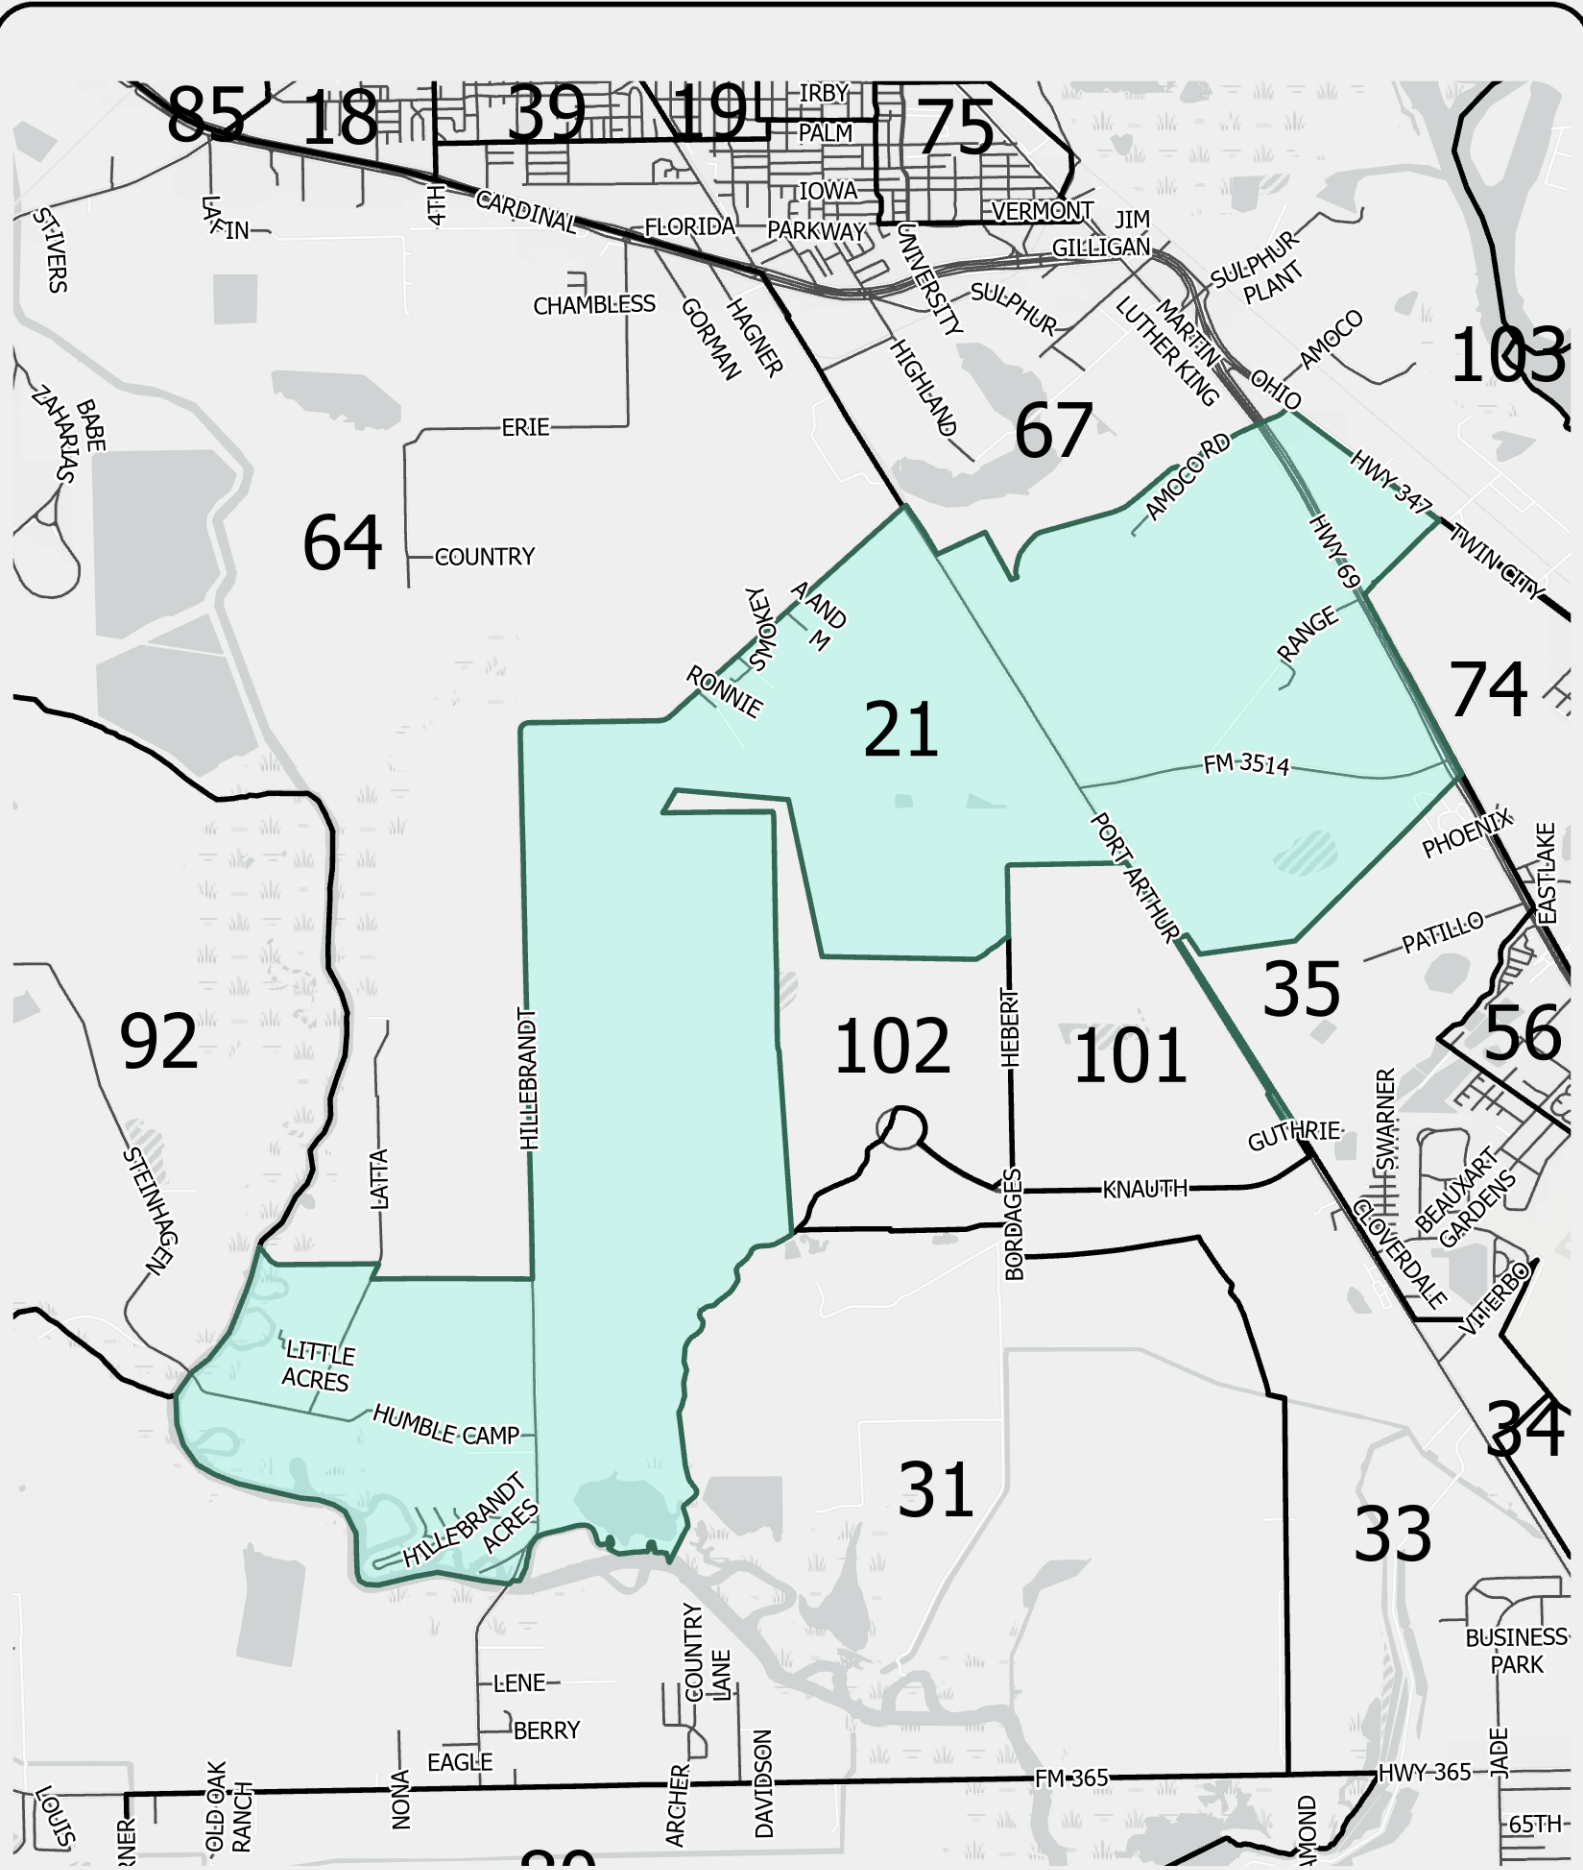 85
18
39
19
IRBY
PALM
75
IOWA
ST.IVERS
LAFFIN
4TH
CARDINAL
FLORIDA
PARKWAY
UNIVERSITY
VERMONT
JIM
GILLIGAN
SULPHUR
PLANT
CHAMBLESS
GORMAN
HAGNER
SULPHUR
HIGHLAND
MARTIN
LUTHER KING
AMOCO
OHIO
103
BABE
ZAHARIAS
ERIE
67
AMOCO RD
HWY 347
64
COUNTRY
HWY 69
TWIN CITY
A AND
M
SMOKEY
RONNIE
RANGE
74
21
FM 3514
PORT ARTHUR
PHOENIX
EASTLAKE
PATILLO
35
56
92
HILLEBRANDT
102
HEBERT
101
SWARNER
GUTHRIE
STEINHAGEN
LATTA
BORDAGES
KNAUTH
BEAUXART
GARDENS
CLOVERDALE
VITERBO
LITTLE
ACRES
HUMBLE CAMP
34
31
33
HILLEBRANDT
ACRES
COUNTRY
LANE
BUSINESS
PARK
LENE
BERRY
EAGLE
JADE
FM 365
HWY 365
LOUIS
RNER
OLD OAK
RANCH
NONA
ARCHER
DAVIDSON
AMOND
65TH